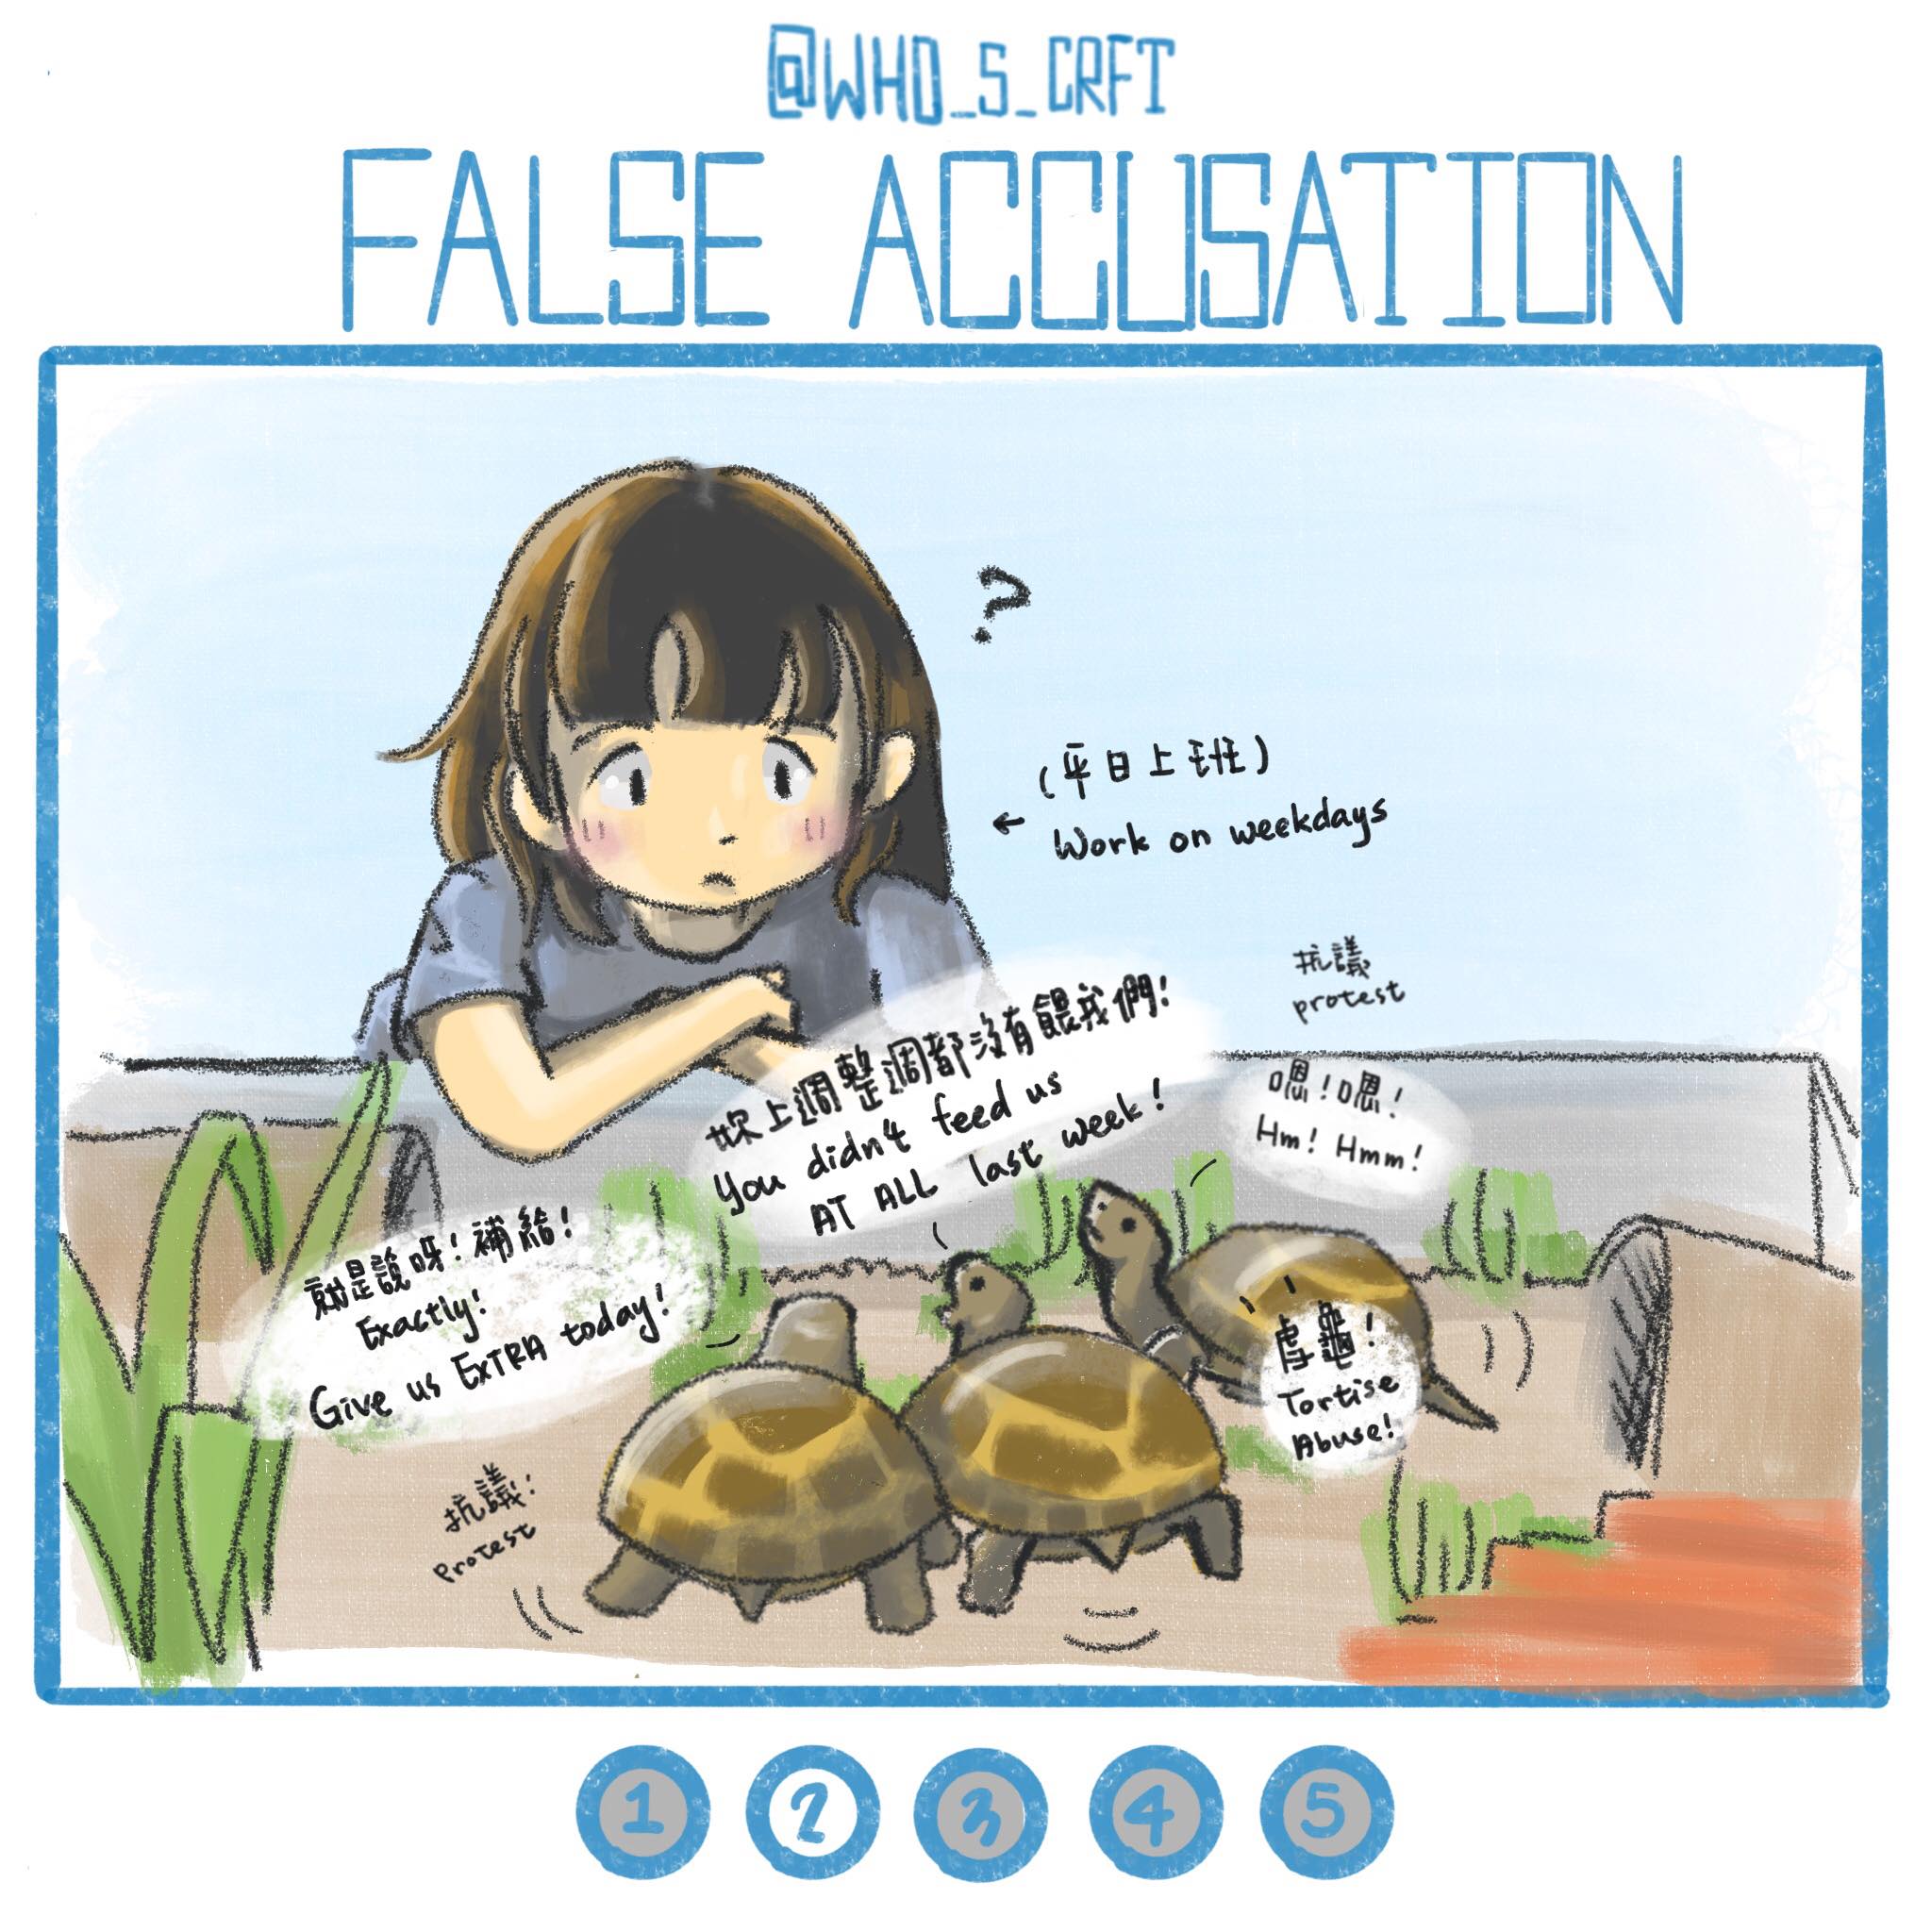 @WHO_S_CRFT
FALSE ACCUSATION
?
(平日上班)
← Work on weekdays
抗議
protest
妳上週整週都沒有餵我們!
You didn't feed us
AT ALL last week!
嗯!嗯!
Hm! Hmm!
就是說呀!補給!
Exactly!
Give us EXTRA today!
虐龜!
Tortise
Abuse!
抗議!
Protest
1 2 3 4 5